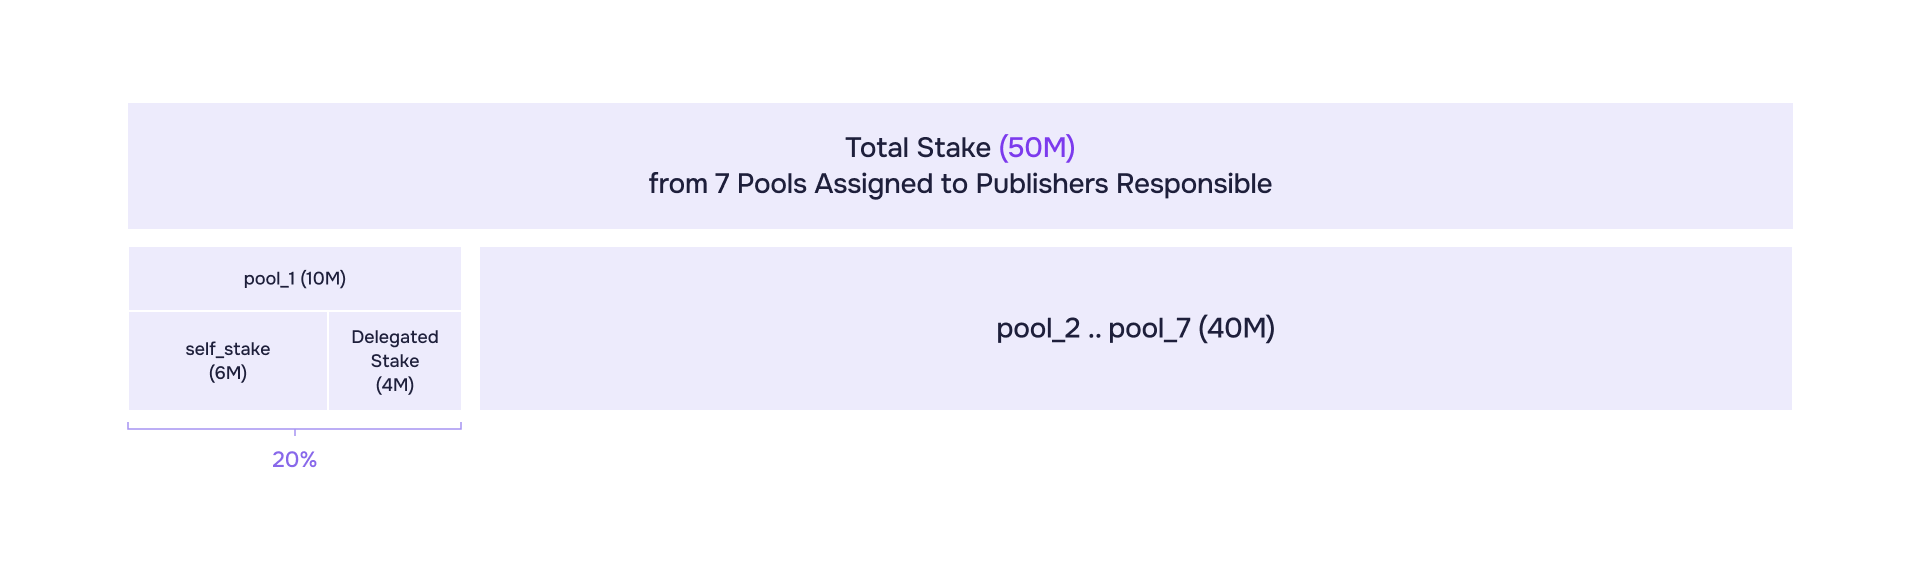 Total Stake (50M)
from 7 Pools Assigned to Publishers Responsible
pool_1 (10M)
self_stake
(6M)
Delegated
Stake
(4M)
pool_2 .. pool_7 (40M)
20%